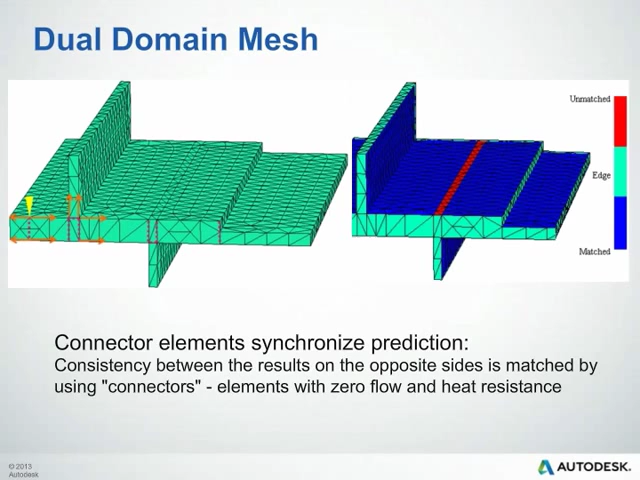 Dual Domain Mesh
Unmatched
Edge
Matched
Connector elements synchronize prediction:
Consistency between the results on the opposite sides is matched by
using "connectors" - elements with zero flow and heat resistance
© 2013
Autodesk
AUTODESK.